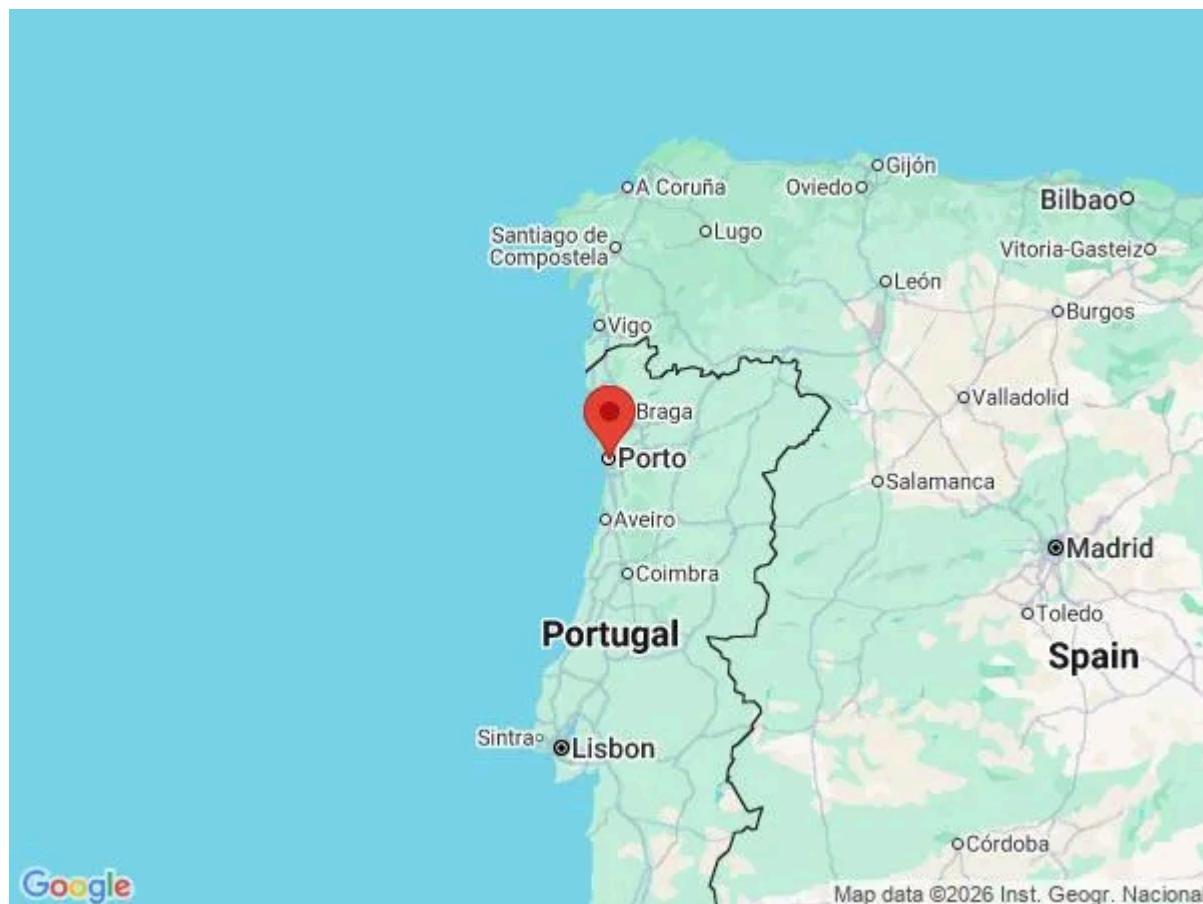 Gijón
A Coruña
Oviedo
Bilbao
Lugo
Santiago de
Compostela
Vitoria-Gasteiz
León
Burgos
Vigo
Valladolid
Braga
Porto
Salamanca
Aveiro
Madrid
Coimbra
Toledo
Portugal
Spain
Sintra
Lisbon
Córdoba
Google
Map data ©2026 Inst. Geogr. Nacional